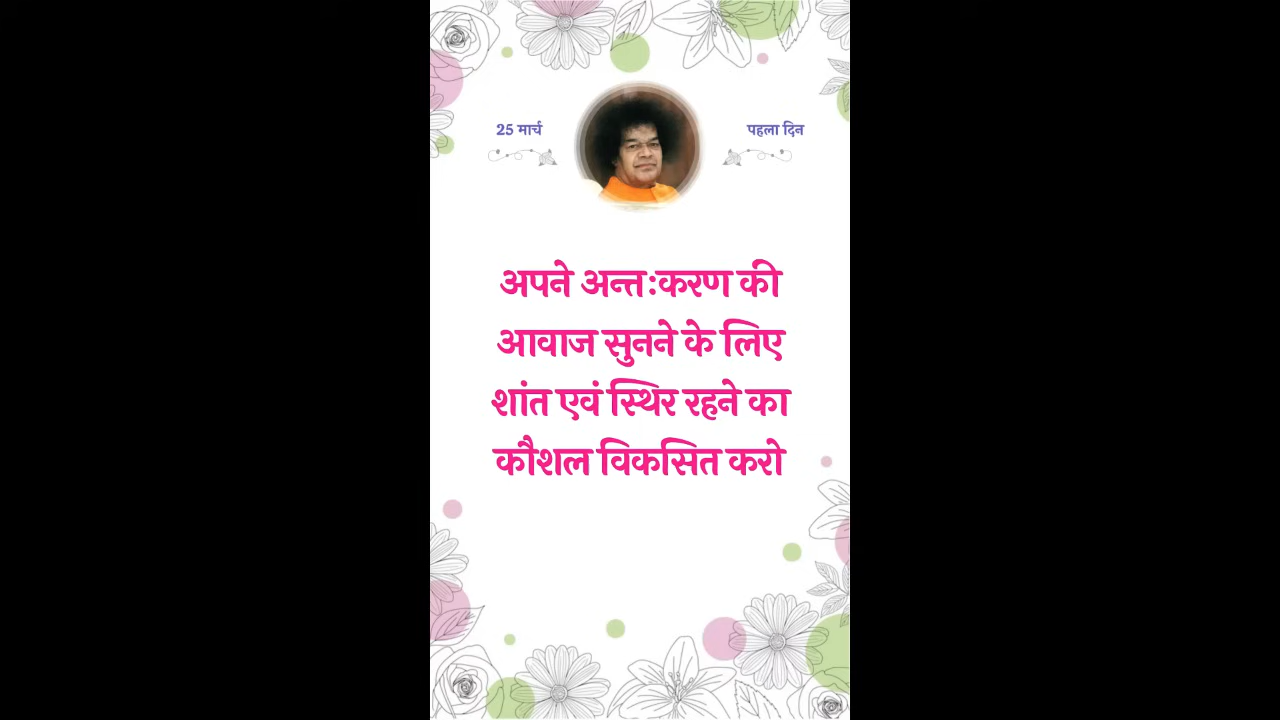 25 मार्च
पहला दिन
अपने अन्तःकरण की
आवाज सुनने के लिए
शांत एवं स्थिर रहने का
कौशल विकसित करो